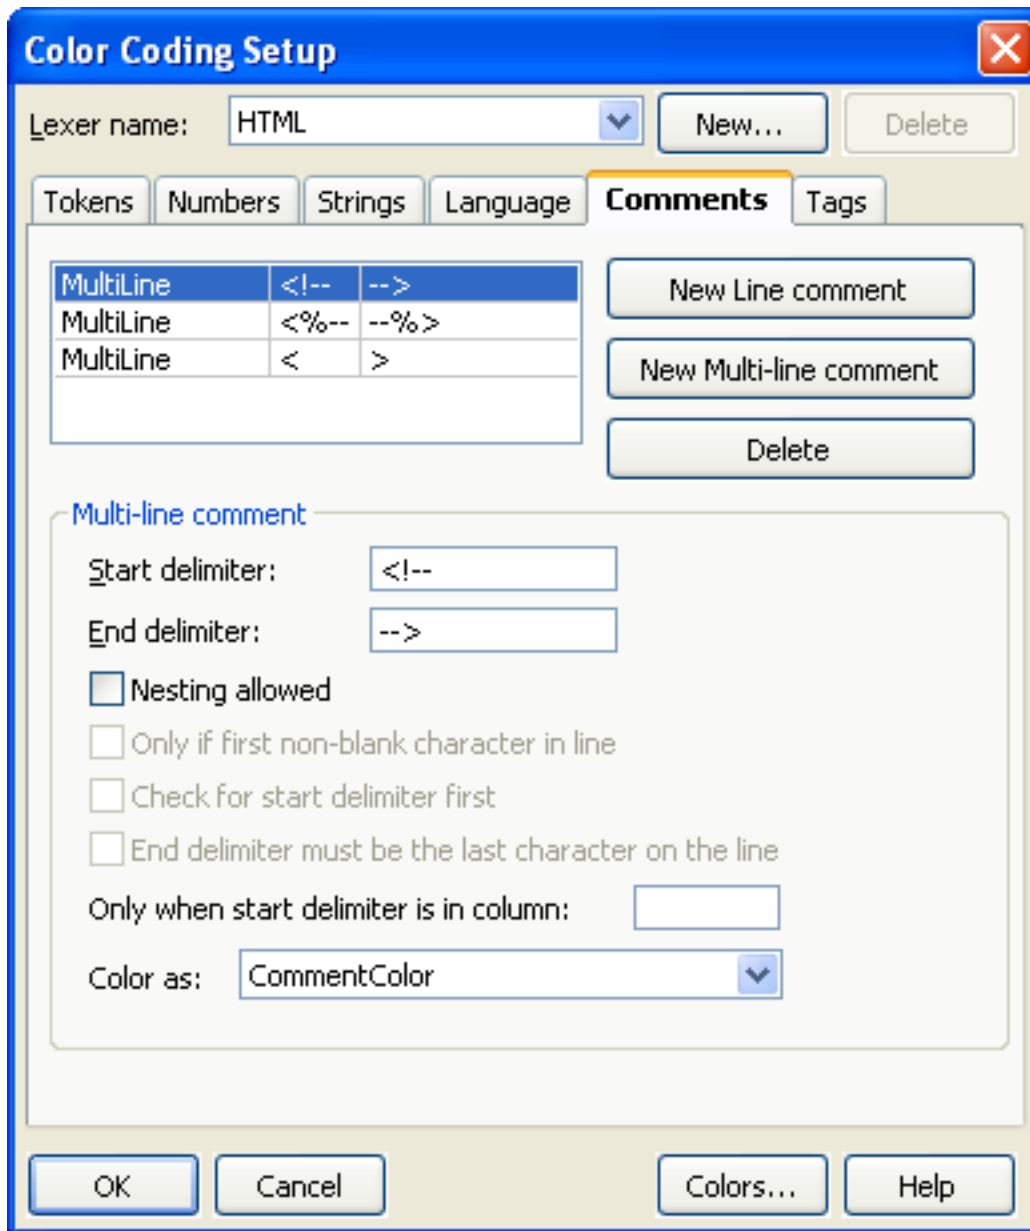 Color Coding Setup
Lexer name: HTML New... Delete
Tokens Numbers Strings Language Comments Tags
MultiLine <!-- -->
MultiLine <%-- --%>
MultiLine < >
New Line comment
New Multi-line comment
Delete
Multi-line comment
Start delimiter: <!--
End delimiter: -->
Nesting allowed
Only if first non-blank character in line
Check for start delimiter first
End delimiter must be the last character on the line
Only when start delimiter is in column:
Color as: CommentColor
OK Cancel Colors... Help